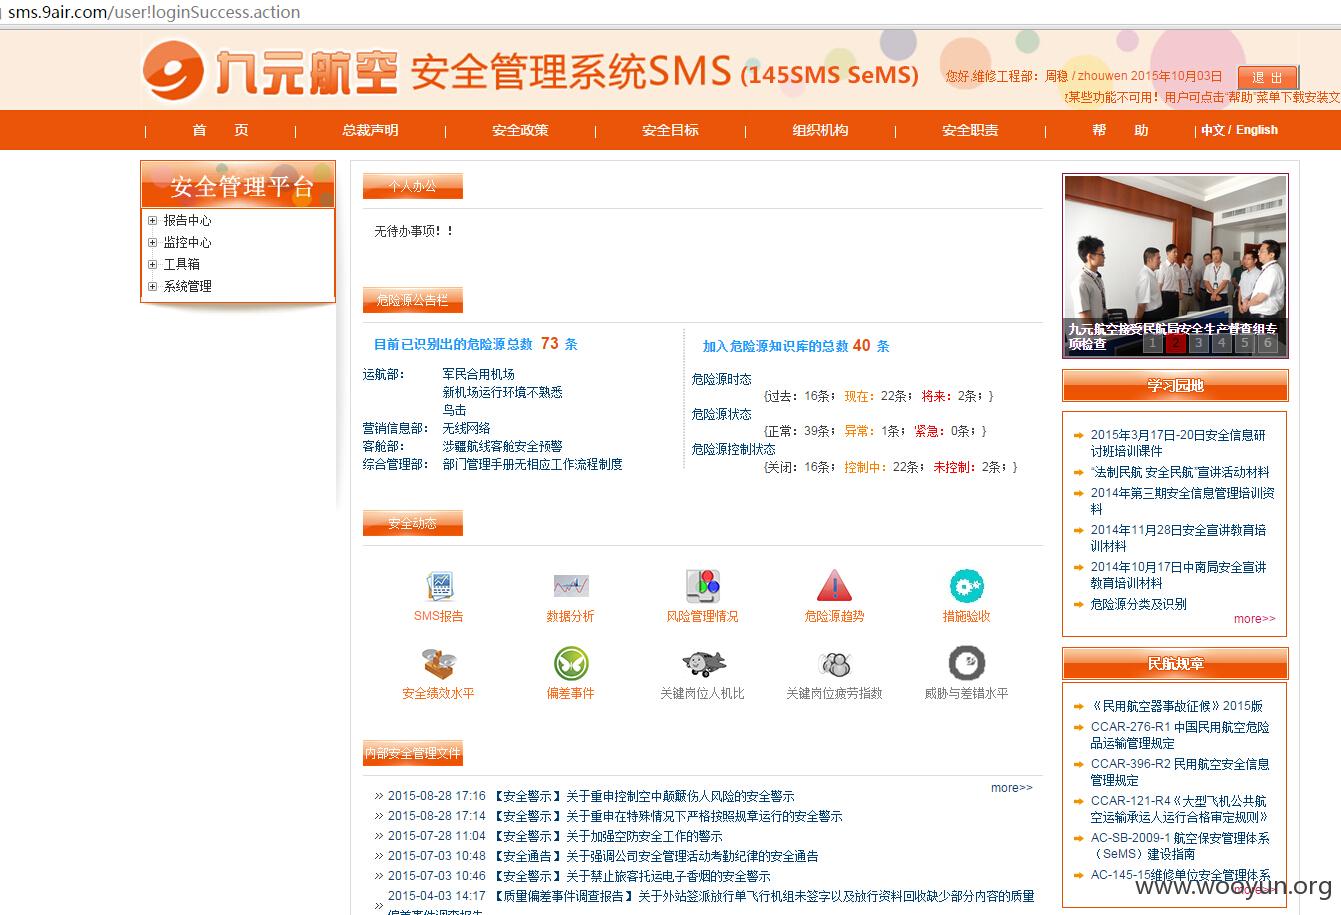 sms.9air.com/user!loginSuccess.action
九元航空 安全管理系统SMS (145SMS SeMS)
您好,维修工程部：周稳 / zhouwen 2015年10月03日 退 出
某些功能不可用！用户可点击“帮助”菜单下载安装文
首 页 | 总裁声明 | 安全政策 | 安全目标 | 组织机构 | 安全职责 | 帮 助 | 中文 / English
安全管理平台
报告中心
监控中心
工具箱
系统管理
个人办公
无待办事项！！
危险源公告栏
目前已识别出的危险源总数 73 条
运航部： 军民合用机场
新机场运行环境不熟悉
鸟击
营销信息部： 无线网络
客舱部： 涉疆航线客舱安全预警
综合管理部： 部门管理手册无相应工作流程制度
加入危险源知识库的总数 40 条
危险源时态
{过去：16条；现在：22条；将来：2条；}
危险源状态
{正常：39条；异常：1条；紧急：0条；}
危险源控制状态
{关闭：16条；控制中：22条；未控制：2条；}
安全动态
SMS报告 数据分析 风险管理情况 危险源趋势 措施验收
安全绩效水平 偏差事件 关键岗位人机比 关键岗位疲劳指数 威胁与差错水平
内部安全管理文件
more>>
2015-08-28 17:16 【安全警示】关于重申控制空中颠簸伤人风险的安全警示
2015-08-28 17:14 【安全警示】关于重申在特殊情况下严格按照规章运行的安全警示
2015-07-28 11:04 【安全警示】关于加强空防安全工作的警示
2015-07-03 10:48 【安全通告】关于强调公司安全管理活动考勤纪律的安全通告
2015-07-03 10:46 【安全警示】关于禁止旅客托运电子香烟的安全警示
2015-04-03 14:17 【质量偏差事件调查报告】关于外站签派放行单飞行机组未签字以及放行资料回收缺少部分内容的质量
偏差事件调查报告
九元航空接受民航局安全生产督查组专
项检查
1 2 3 4 5 6
学习园地
2015年3月17日-20日安全信息研
讨班培训课件
“法制民航 安全民航”宣讲活动材料
2014年第三期安全信息管理培训资
料
2014年11月28日安全宣讲教育培
训材料
2014年10月17日中南局安全宣讲
教育培训材料
危险源分类及识别
more>>
民航规章
《民用航空器事故征候》2015版
CCAR-276-R1 中国民用航空危险
品运输管理规定
CCAR-396-R2 民用航空安全信息
管理规定
CCAR-121-R4《大型飞机公共航
空运输承运人运行合格审定规则》
AC-SB-2009-1 航空保安管理体系
（SeMS）建设指南
AC-145-15维修单位安全管理体系
more>>
www.wooyun.org